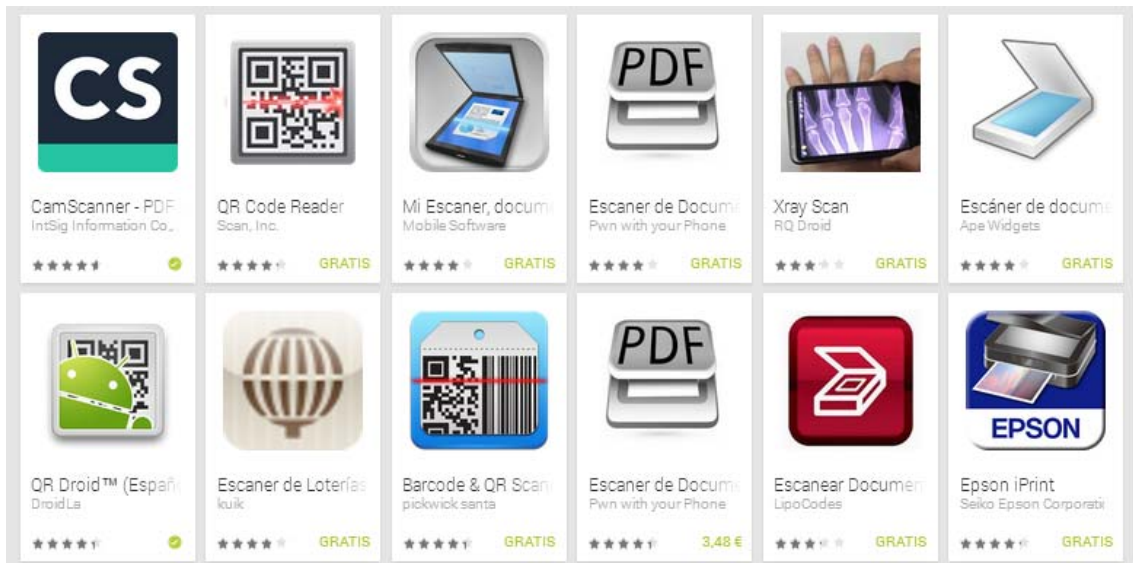 CS
PDF
CamScanner - PDF
IntSig Information Co.,
QR Code Reader
Scan, Inc.
GRATIS
Mi Escaner, docum
Mobile Software
GRATIS
Escaner de Docume
Pwn with your Phone
GRATIS
Xray Scan
RQ Droid
GRATIS
Escáner de docume
Ape Widgets
GRATIS
PDF
EPSON
QR Droid™ (Españ
DroidLa
Escaner de Loterías
kuik
GRATIS
Barcode & QR Scan
pickwick santa
GRATIS
Escaner de Docume
Pwn with your Phone
3,48 €
Escanear Documen
LipoCodes
GRATIS
Epson iPrint
Seiko Epson Corporati
GRATIS